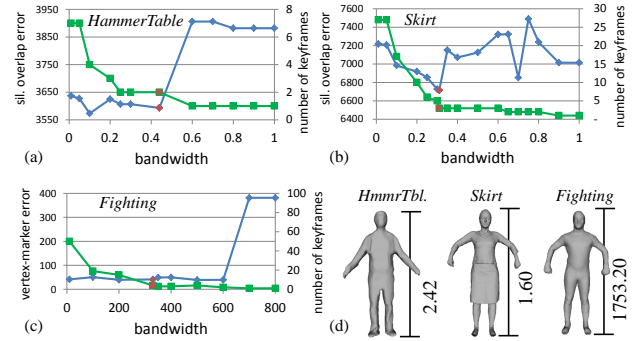 HammerTable
3950
3850
3750
3650
3550
sil. overlap error
8
7
6
5
4
3
2
1
0
number of keyframes
0 0.2 0.4 0.6 0.8 1
(a) bandwidth
Skirt
7600
7400
7200
7000
6800
6600
6400
sil. overlap error
30
25
20
15
10
5
-
number of keyframes
0 0.2 0.4 0.6 0.8 1
(b) bandwidth
Fighting
400
300
200
100
0
vertex-marker error
100
80
60
40
20
0
number of keyframes
0 200 400 600 800
(c) bandwidth
HmmrTbl. Skirt Fighting
2.42
1.60
1753.20
(d)